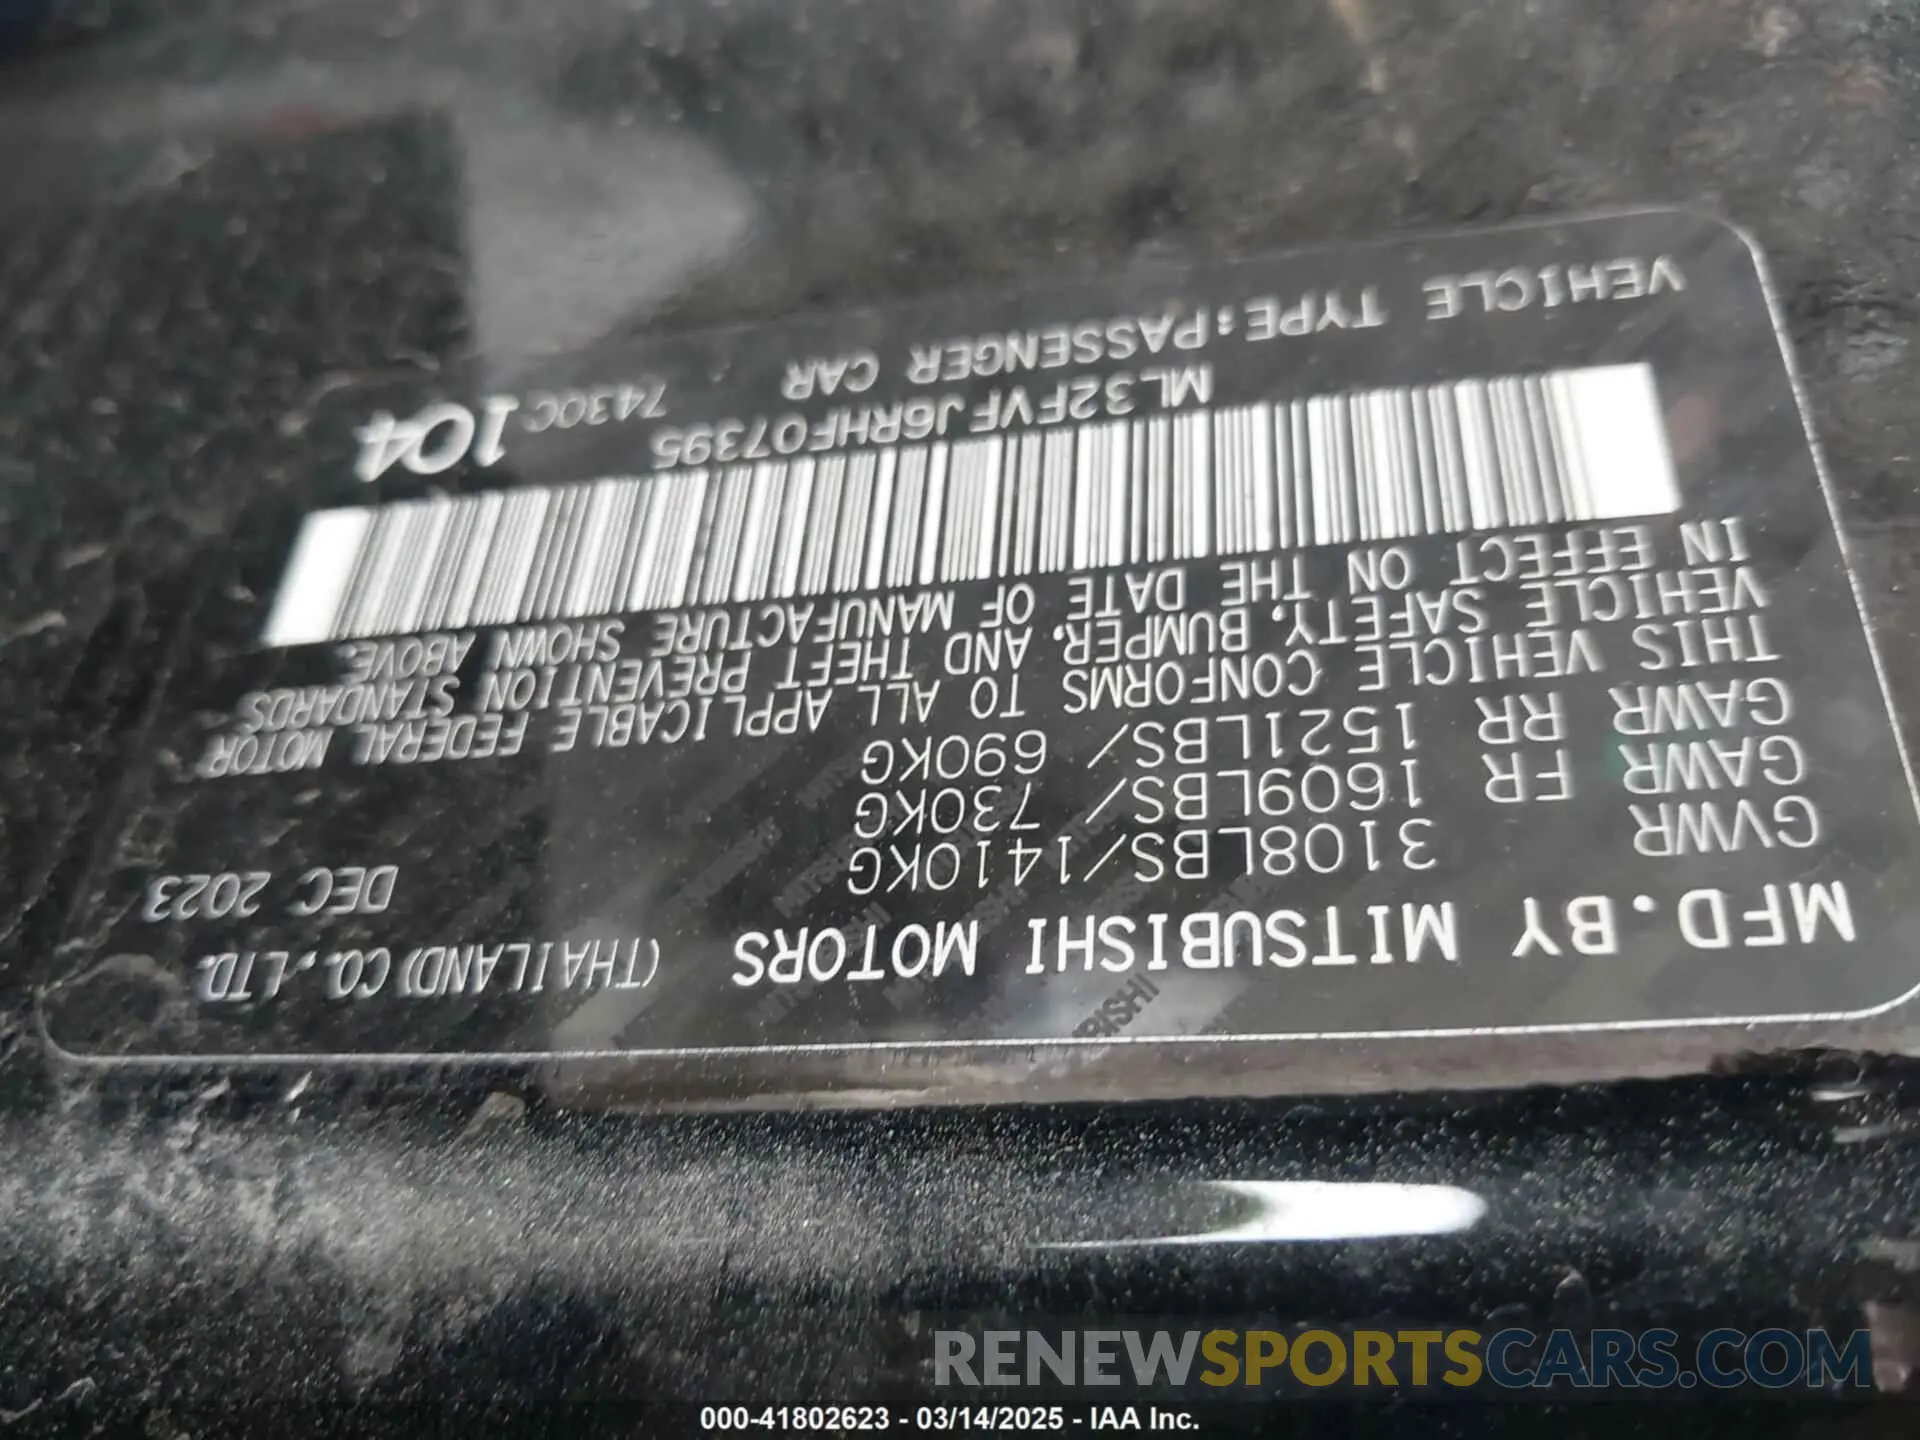 MFD.BY MITSUBISHI MOTORS (THAILAND) CO.,LTD.
GVWR 3108LBS/1410KG DEC 2023
GAWR FR 1609LBS/ 730KG
GAWR RR 1521LBS/ 690KG
THIS VEHICLE CONFORMS TO ALL APPLICABLE FEDERAL MOTOR
VEHICLE SAFETY, BUMPER, AND THEFT PREVENTION STANDARDS
IN EFFECT ON THE DATE OF MANUFACTURE SHOWN ABOVE.
ML32FVFJ6RHF07395
VEHICLE TYPE:PASSENGER CAR 7430C104
RENEWSPORTSCARS.COM
000-41802623 - 03/14/2025 - IAA Inc.